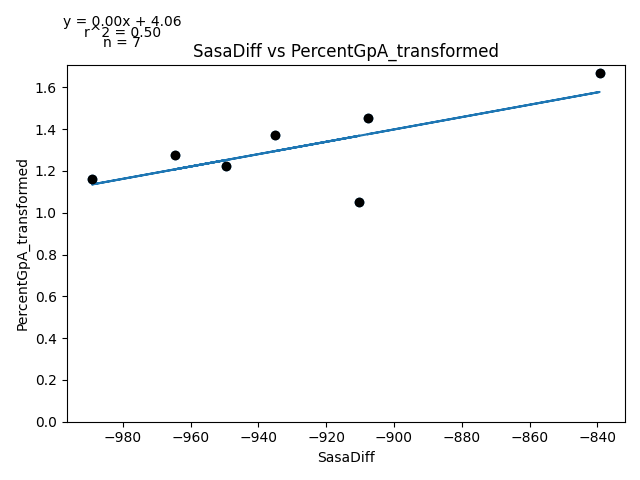 y = 0.00x + 4.06
r^2 = 0.50
n = 7
SasaDiff vs PercentGpA_transformed
1.6
1.4
1.2
1.0
0.8
0.6
0.4
0.2
0.0
PercentGpA_transformed
−980 −960 −940 −920 −900 −880 −860 −840
SasaDiff